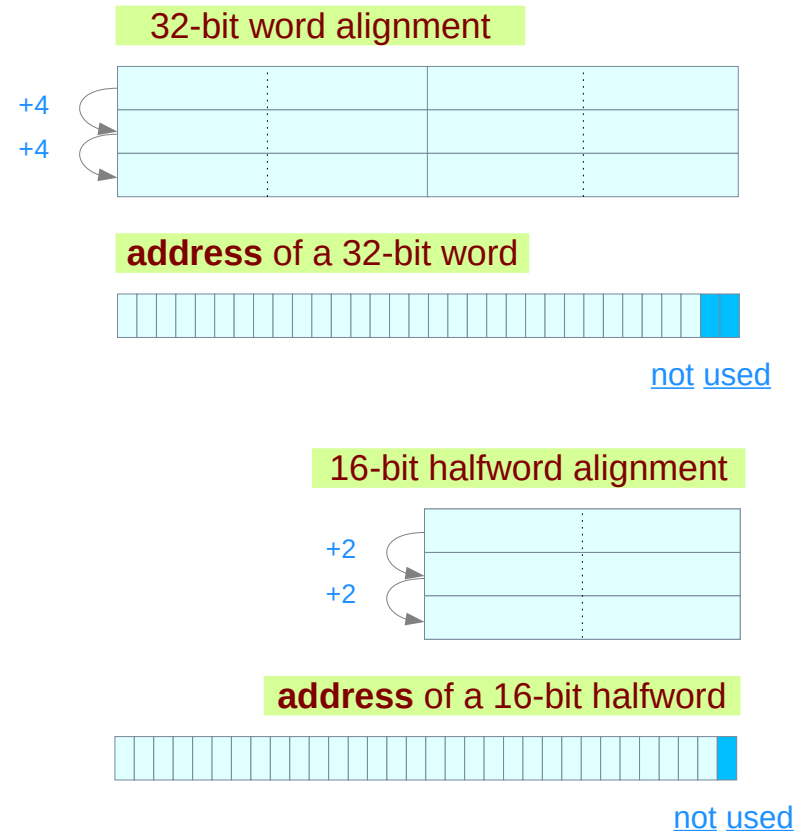 32-bit word alignment
+4
+4
address of a 32-bit word
not used
16-bit halfword alignment
+2
+2
address of a 16-bit halfword
not used